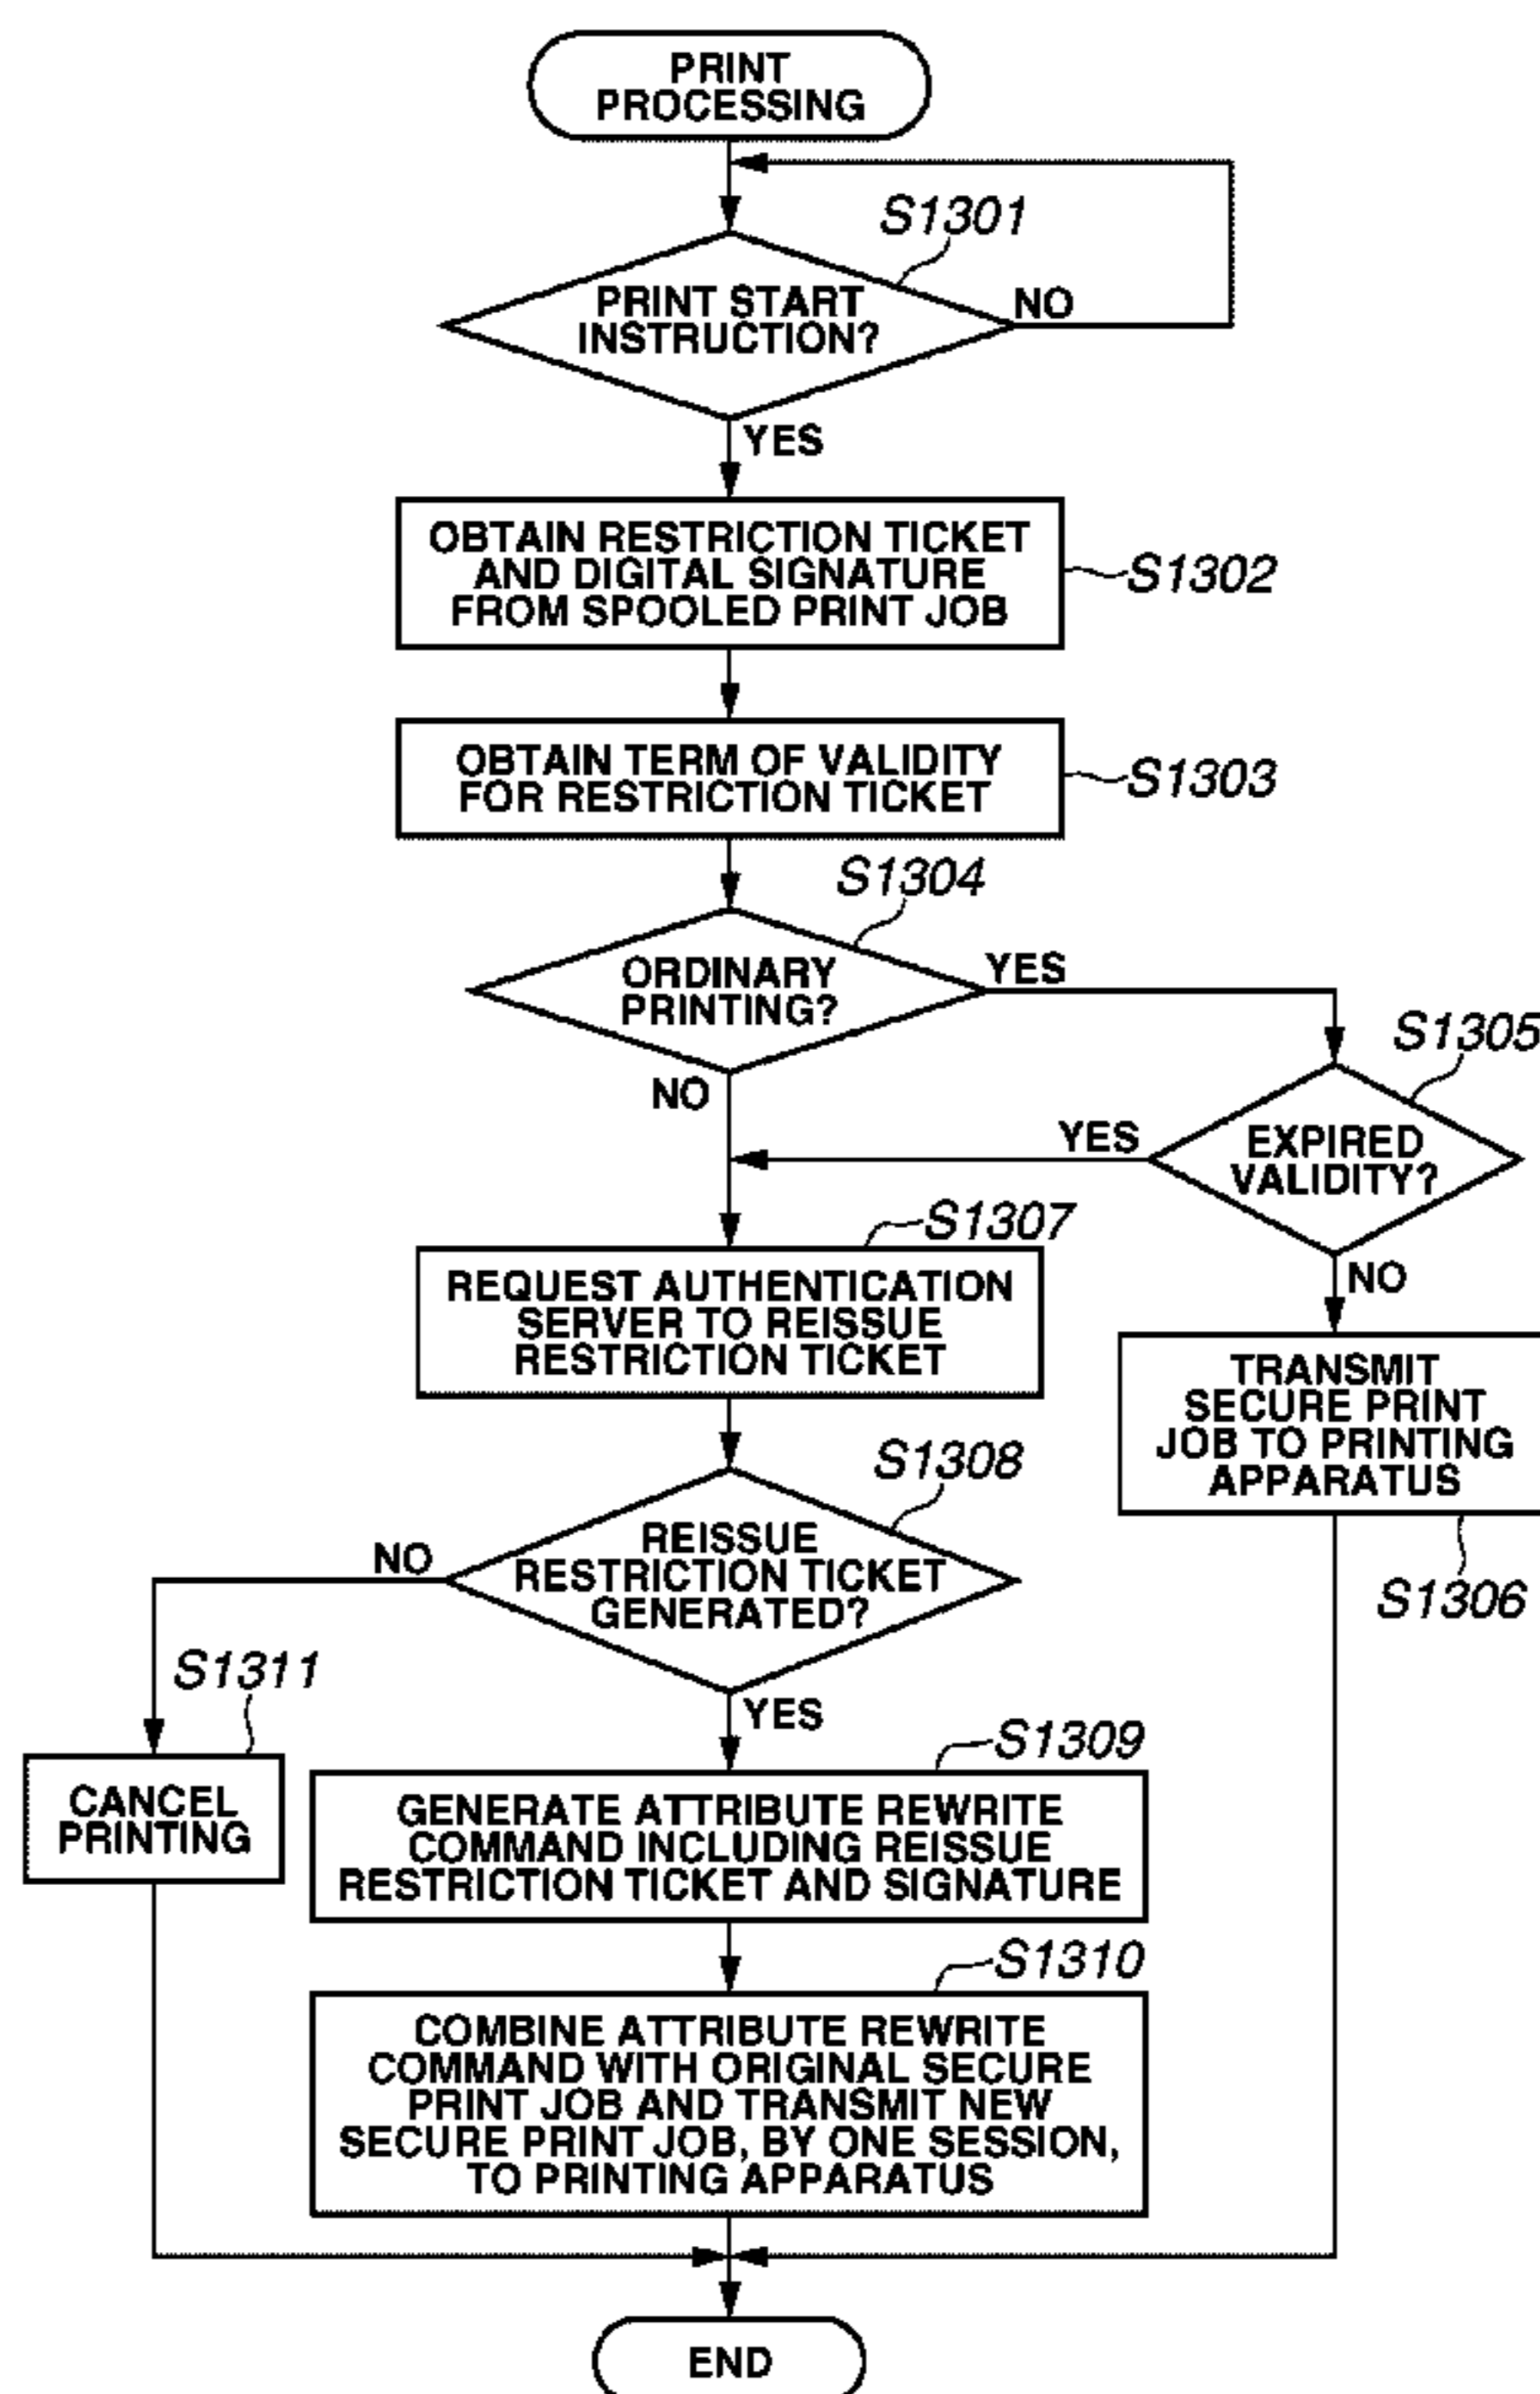 PRINT
PROCESSING
S1301
PRINT START
INSTRUCTION?
NO
YES
OBTAIN RESTRICTION TICKET
AND DIGITAL SIGNATURE
FROM SPOOLED PRINT JOB
S1302
OBTAIN TERM OF VALIDITY
FOR RESTRICTION TICKET
S1303
S1304
ORDINARY
PRINTING?
YES
NO
S1305
EXPIRED
VALIDITY?
YES
NO
S1307
REQUEST AUTHENTICATION
SERVER TO REISSUE
RESTRICTION TICKET
TRANSMIT
SECURE PRINT
JOB TO PRINTING
APPARATUS
S1306
S1308
REISSUE
RESTRICTION TICKET
GENERATED?
NO
YES
S1311
CANCEL
PRINTING
S1309
GENERATE ATTRIBUTE REWRITE
COMMAND INCLUDING REISSUE
RESTRICTION TICKET AND SIGNATURE
S1310
COMBINE ATTRIBUTE REWRITE
COMMAND WITH ORIGINAL SECURE
PRINT JOB AND TRANSMIT NEW
SECURE PRINT JOB, BY ONE SESSION,
TO PRINTING APPARATUS
END